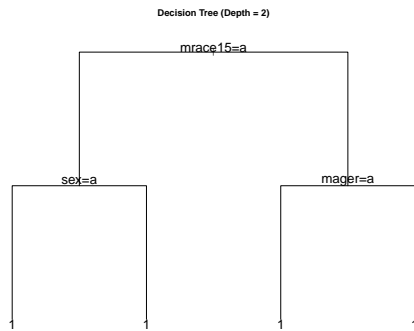 Decision Tree (Depth = 2)
mrace15=a
sex=a
mager=a
1
1
1
1